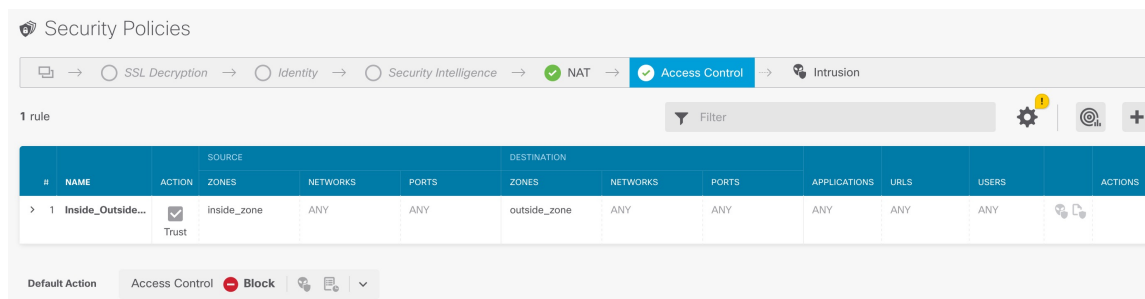 Security Policies
→ SSL Decryption → Identity → Security Intelligence → NAT → Access Control → Intrusion
1 rule Filter
SOURCE DESTINATION
# NAME ACTION ZONES NETWORKS PORTS ZONES NETWORKS PORTS APPLICATIONS URLS USERS ACTIONS
> 1 Inside_Outside... inside_zone ANY ANY outside_zone ANY ANY ANY ANY ANY
Trust
Default Action Access Control Block